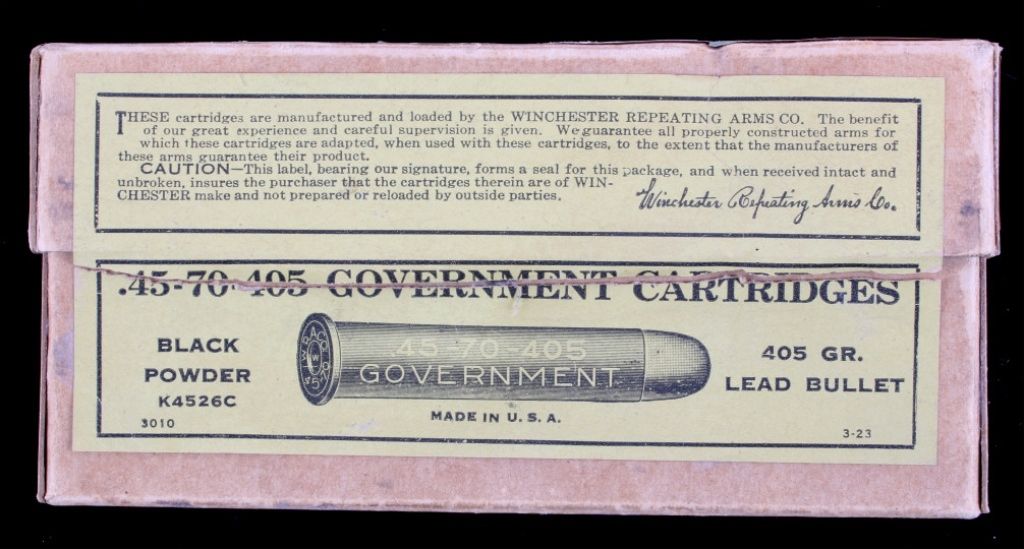 THESE cartridges are manufactured and loaded by the WINCHESTER REPEATING ARMS CO. The benefit
of our great experience and careful supervision is given. We guarantee all properly constructed arms for
which these cartridges are adapted, when used with these cartridges, to the extent that the manufacturers of
these arms guarantee their product.
CAUTION—This label, bearing our signature, forms a seal for this package, and when received intact and
unbroken, insures the purchaser that the cartridges therein are of WIN-
CHESTER make and not prepared or reloaded by outside parties.
Winchester Repeating Arms Co.
.45-70-405 GOVERNMENT CARTRIDGES
BLACK
POWDER
K4526C
3010
W.R.A.CO.
W
.45-70-405
GOVERNMENT
MADE IN U. S. A.
405 GR.
LEAD BULLET
3-23